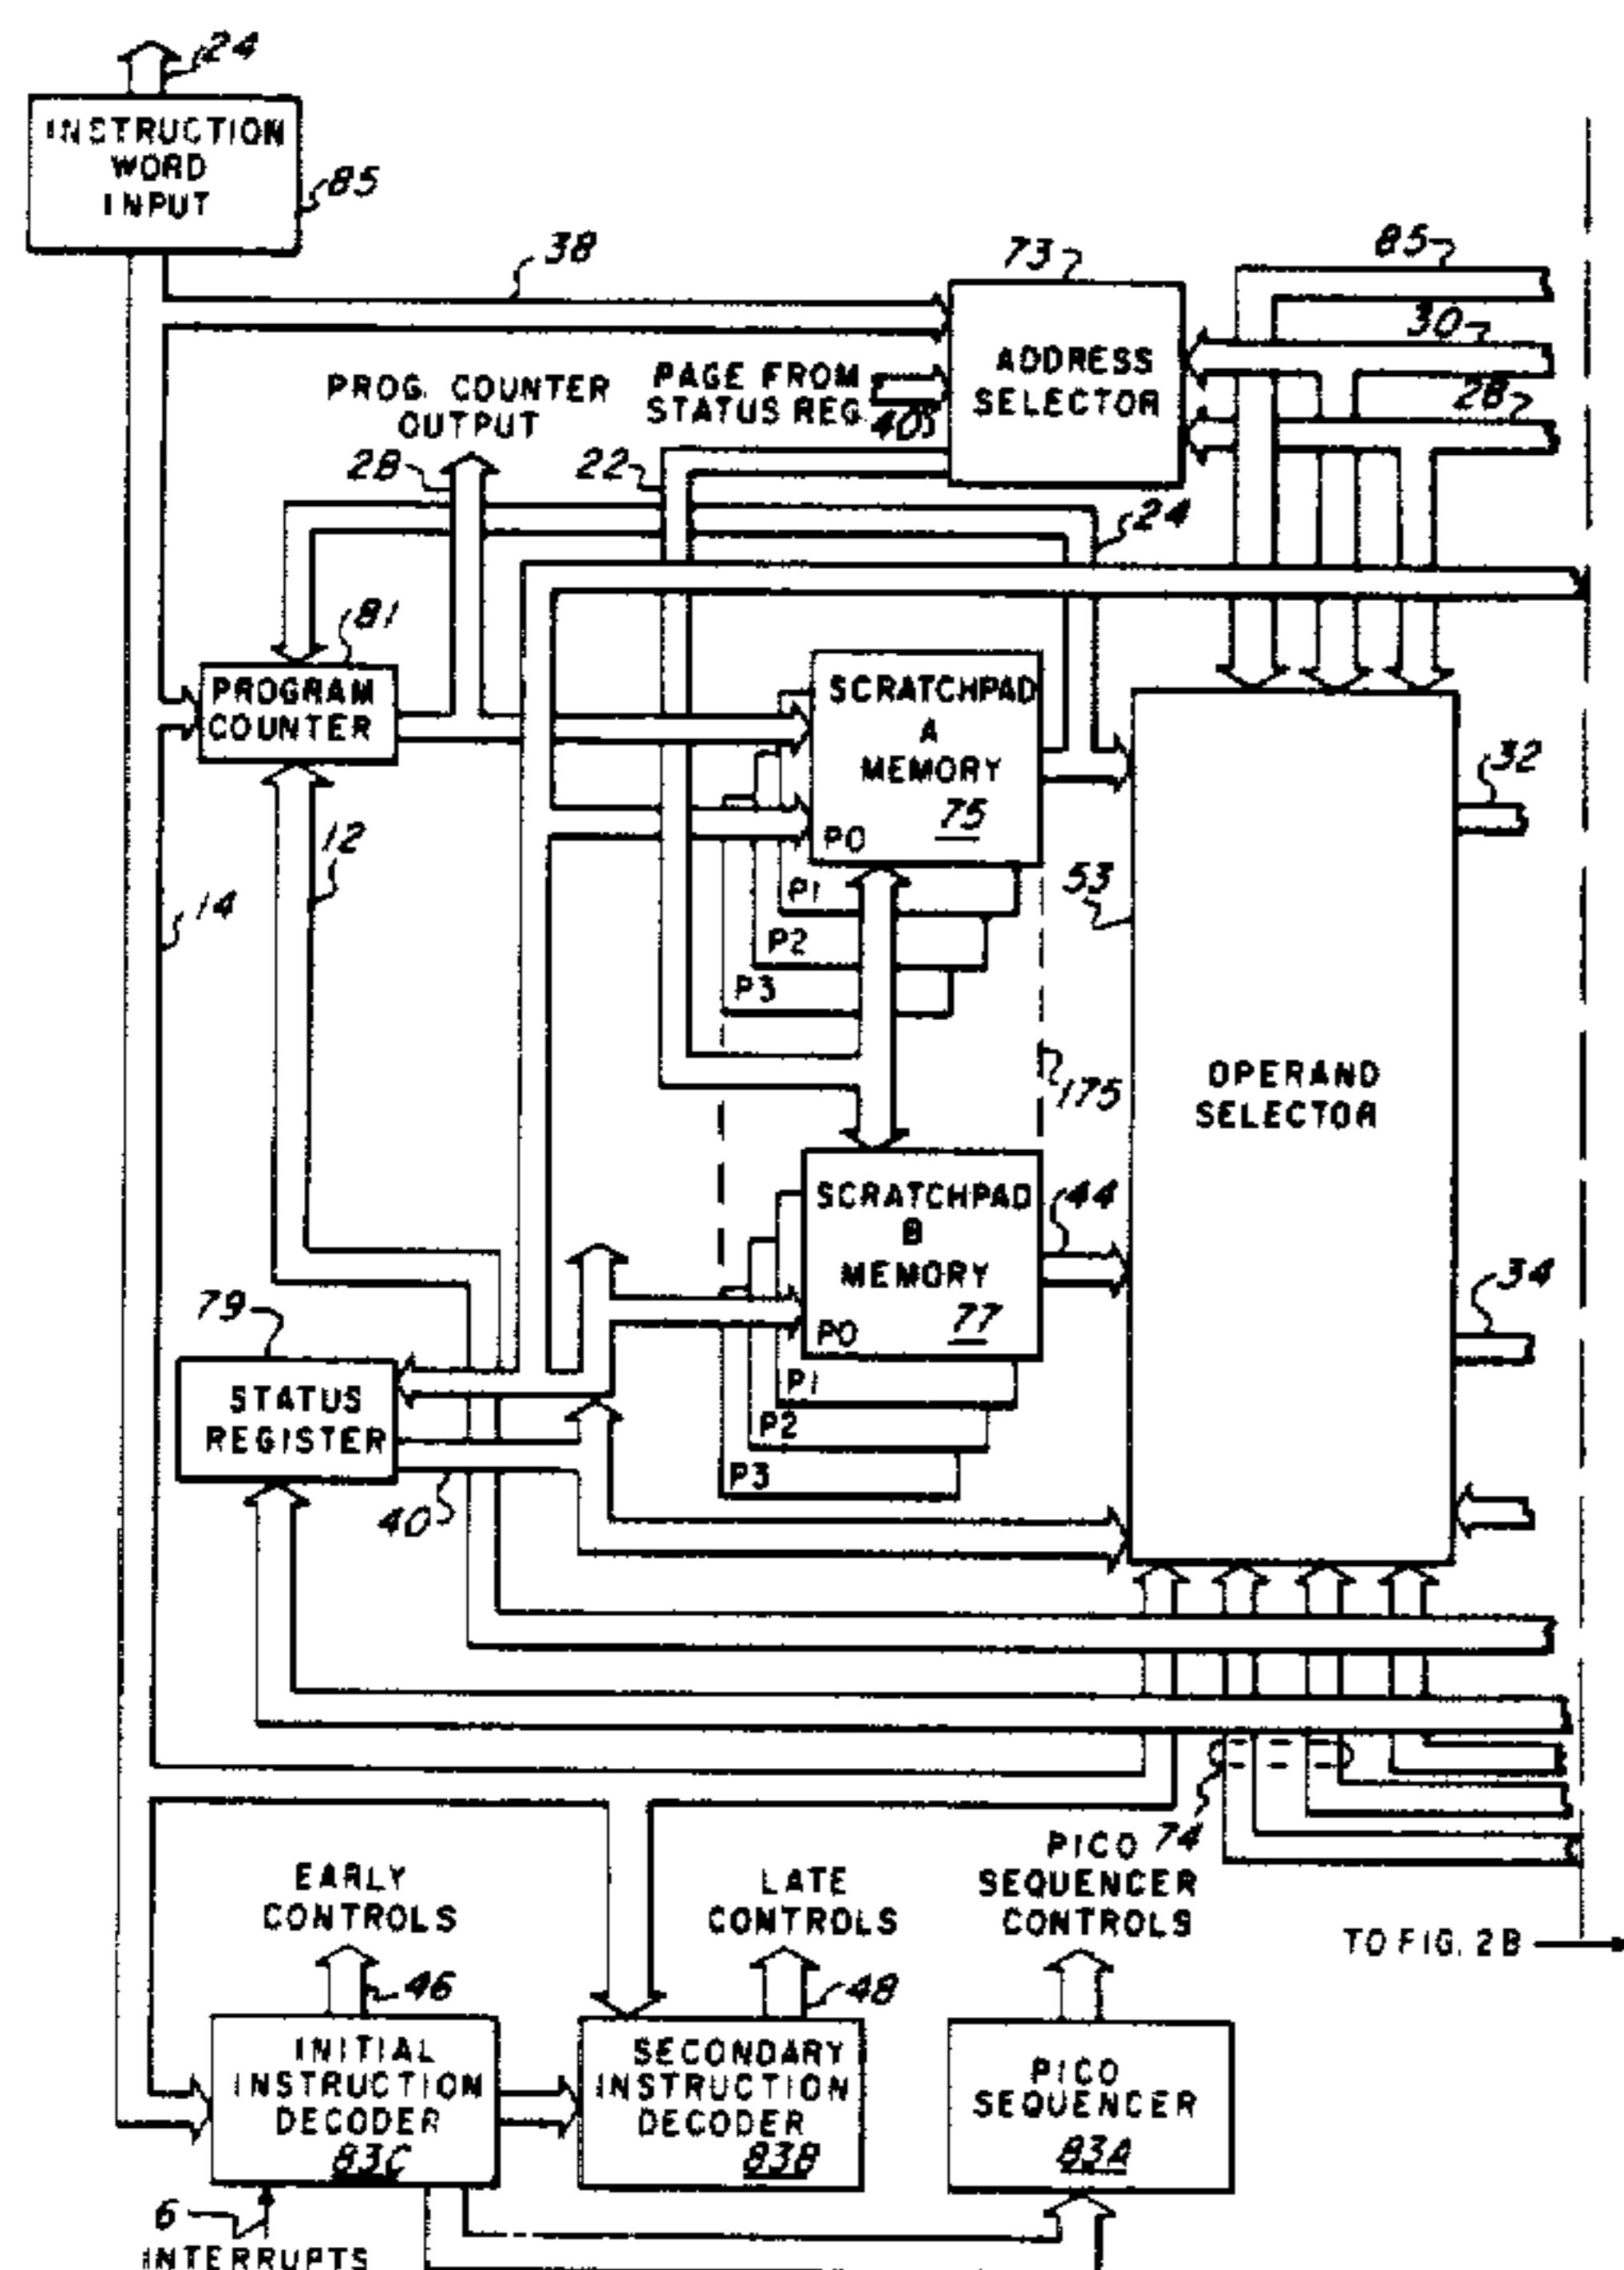 24
INSTRUCTION
WORD
INPUT
85
38
73
85
30
28
ADDRESS
SELECTOR
PAGE FROM
STATUS REG.
40
PROG. COUNTER
OUTPUT
28
22
24
81
PROGRAM
COUNTER
SCRATCHPAD
A
MEMORY
75
P0
P1
P2
P3
32
12
14
53
175
OPERAND
SELECTOR
SCRATCHPAD
B
MEMORY
77
P0
P1
P2
P3
44
34
79
STATUS
REGISTER
40
74
EARLY
CONTROLS
LATE
CONTROLS
PICO
SEQUENCER
CONTROLS
TO FIG. 2B
46
48
INITIAL
INSTRUCTION
DECODER
83C
SECONDARY
INSTRUCTION
DECODER
83B
PICO
SEQUENCER
83A
6
INTERRUPTS